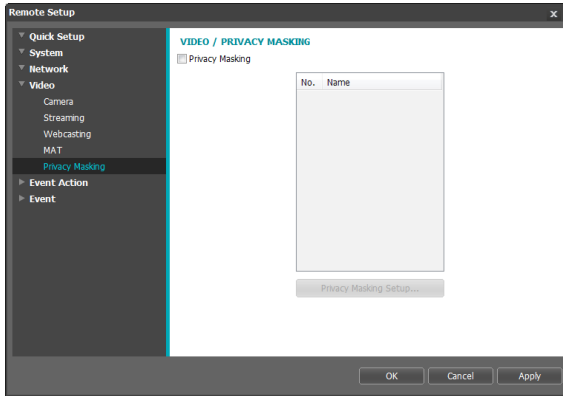 Remote Setup
x
Quick Setup
System
Network
Video
Camera
Streaming
Webcasting
MAT
Privacy Masking
Event Action
Event
VIDEO / PRIVACY MASKING
Privacy Masking
No. Name
Privacy Masking Setup...
OK Cancel Apply